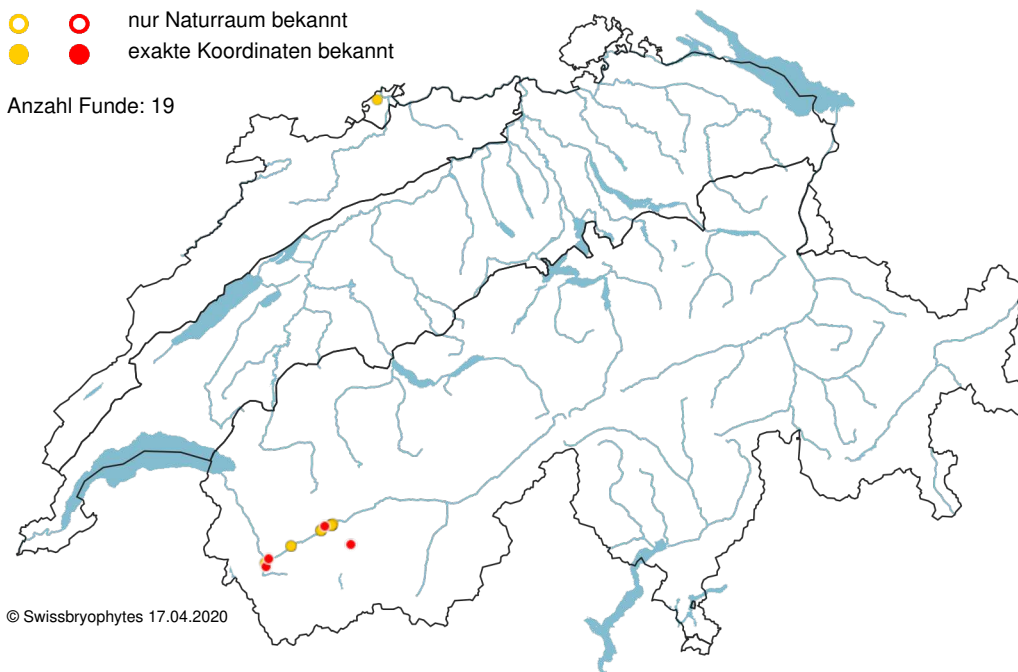 nur Naturraum bekannt
exakte Koordinaten bekannt
Anzahl Funde: 19
© Swissbryophytes 17.04.2020